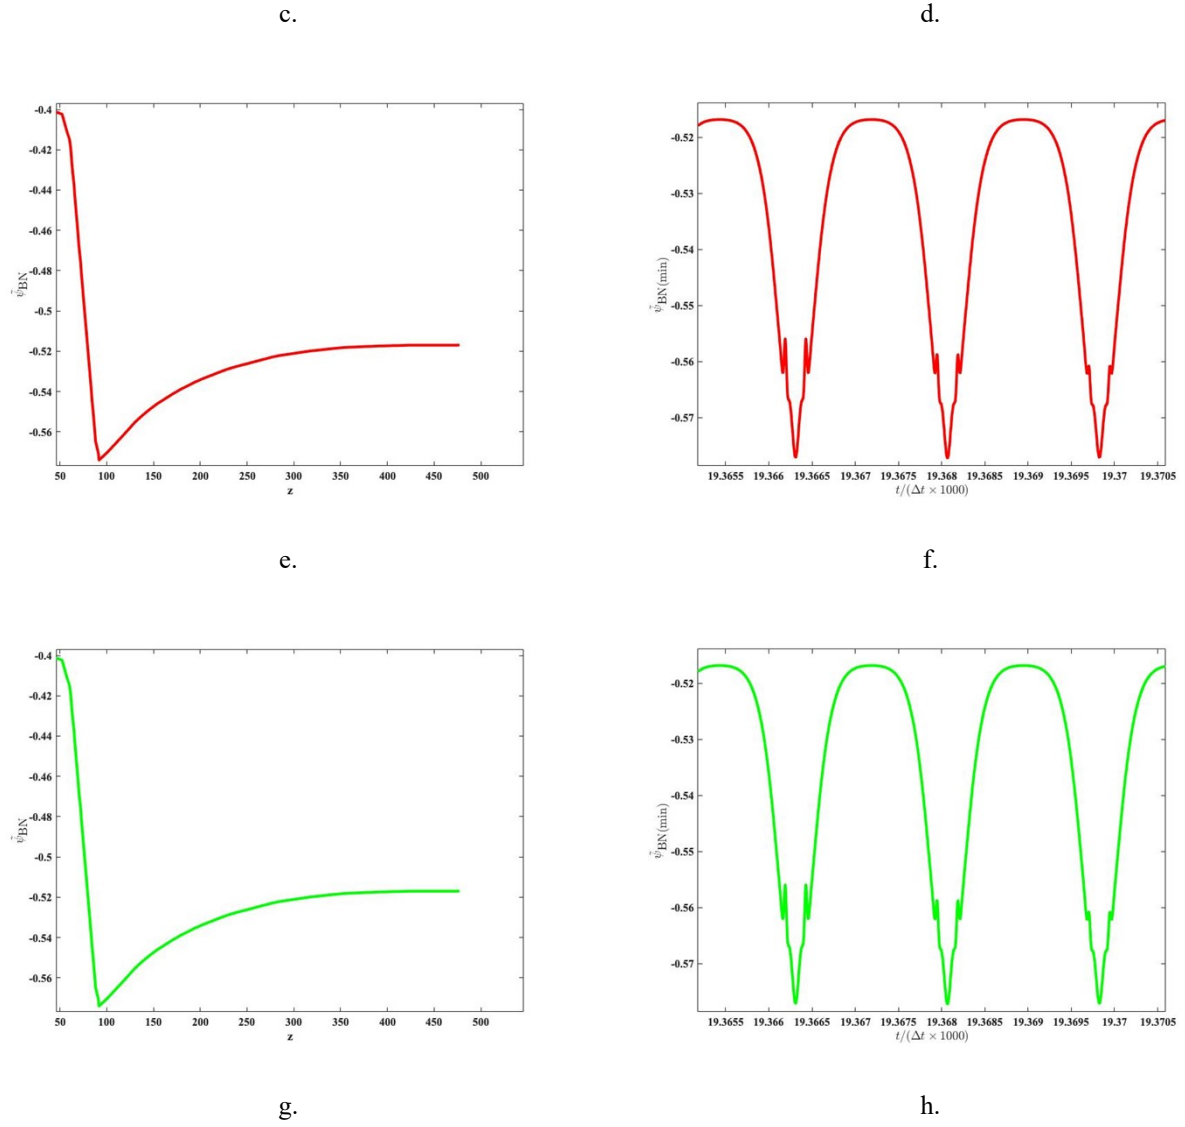 c.
d.
-0.4
-0.42
-0.44
-0.46
-0.48
-0.5
-0.52
-0.54
-0.56
ψ̄BN
50 100 150 200 250 300 350 400 450 500
z
-0.52
-0.53
-0.54
-0.55
-0.56
-0.57
ψ̄BN(min)
19.3655 19.366 19.3665 19.367 19.3675 19.368 19.3685 19.369 19.3695 19.37 19.3705
t/(Δt × 1000)
e.
f.
-0.4
-0.42
-0.44
-0.46
-0.48
-0.5
-0.52
-0.54
-0.56
ψ̄BN
50 100 150 200 250 300 350 400 450 500
z
-0.52
-0.53
-0.54
-0.55
-0.56
-0.57
ψ̄BN(min)
19.3655 19.366 19.3665 19.367 19.3675 19.368 19.3685 19.369 19.3695 19.37 19.3705
t/(Δt × 1000)
g.
h.